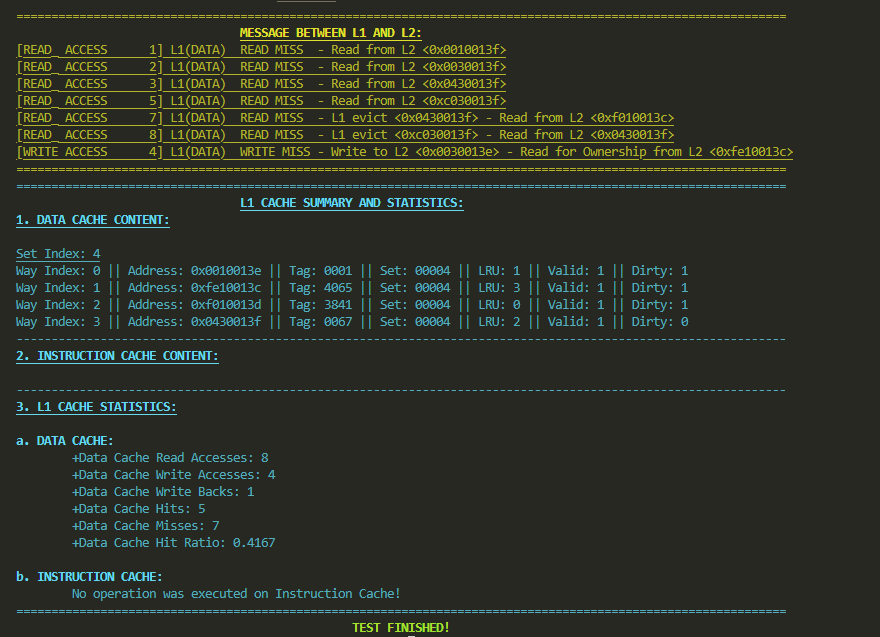 ================================================================================
MESSAGE BETWEEN L1 AND L2:
[READ_ ACCESS      1] L1(DATA)  READ MISS  - Read from L2 <0x0010013f>
[READ_ ACCESS      2] L1(DATA)  READ MISS  - Read from L2 <0x0030013f>
[READ_ ACCESS      3] L1(DATA)  READ MISS  - Read from L2 <0x0430013f>
[READ_ ACCESS      5] L1(DATA)  READ MISS  - Read from L2 <0xc030013f>
[READ_ ACCESS      7] L1(DATA)  READ MISS  - L1 evict <0x0430013f> - Read from L2 <0xf010013c>
[READ_ ACCESS      8] L1(DATA)  READ MISS  - L1 evict <0xc030013f> - Read from L2 <0x0430013f>
[WRITE ACCESS      4] L1(DATA)  WRITE MISS - Write to L2 <0x0030013e> - Read for Ownership from L2 <0xfe10013c>
================================================================================
================================================================================
L1 CACHE SUMMARY AND STATISTICS:
1. DATA CACHE CONTENT:
Set Index: 4
Way Index: 0 || Address: 0x0010013e || Tag: 0001 || Set: 00004 || LRU: 1 || Valid: 1 || Dirty: 1
Way Index: 1 || Address: 0xfe10013c || Tag: 4065 || Set: 00004 || LRU: 3 || Valid: 1 || Dirty: 1
Way Index: 2 || Address: 0xf010013d || Tag: 3841 || Set: 00004 || LRU: 0 || Valid: 1 || Dirty: 1
Way Index: 3 || Address: 0x0430013f || Tag: 0067 || Set: 00004 || LRU: 2 || Valid: 1 || Dirty: 0
--------------------------------------------------------------------------------
2. INSTRUCTION CACHE CONTENT:
--------------------------------------------------------------------------------
3. L1 CACHE STATISTICS:
a. DATA CACHE:
+Data Cache Read Accesses: 8
+Data Cache Write Accesses: 4
+Data Cache Write Backs: 1
+Data Cache Hits: 5
+Data Cache Misses: 7
+Data Cache Hit Ratio: 0.4167
b. INSTRUCTION CACHE:
No operation was executed on Instruction Cache!
================================================================================
TEST FINISHED!